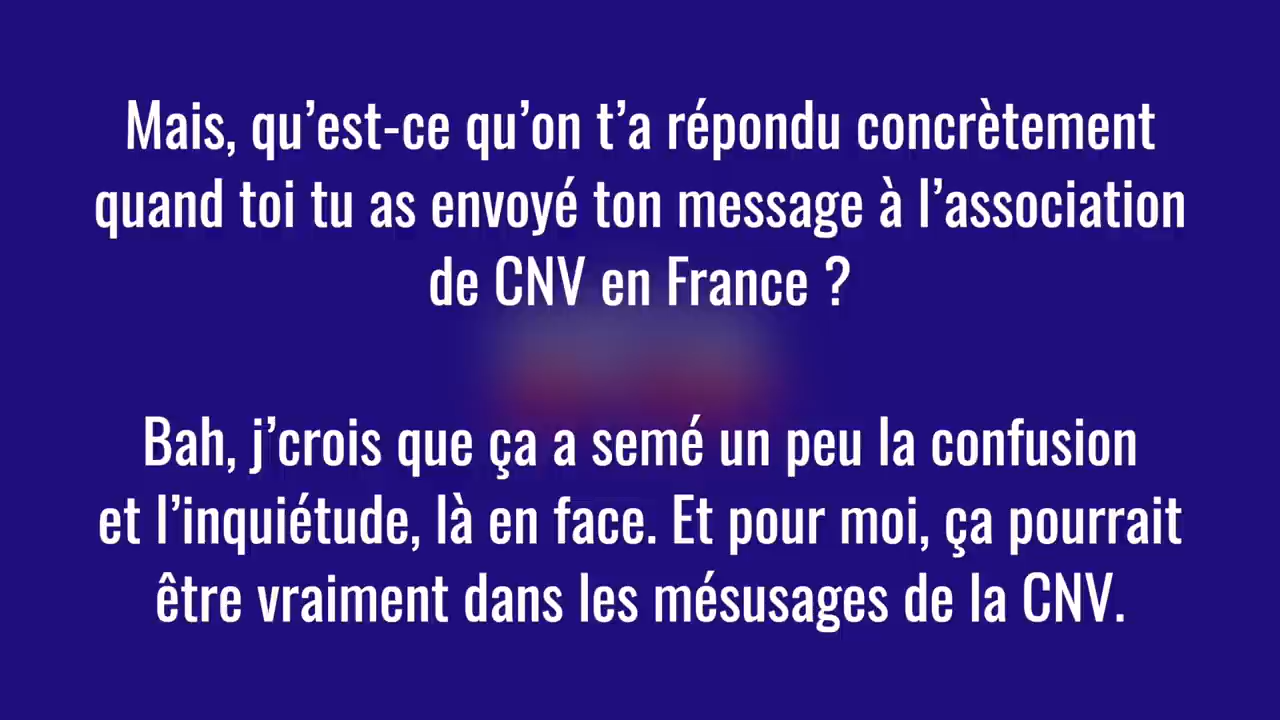 Mais, qu’est-ce qu’on t’a répondu concrètement
quand toi tu as envoyé ton message à l’association
de CNV en France ?
Bah, j’crois que ça a semé un peu la confusion
et l’inquiétude, là en face. Et pour moi, ça pourrait
être vraiment dans les mésusages de la CNV.